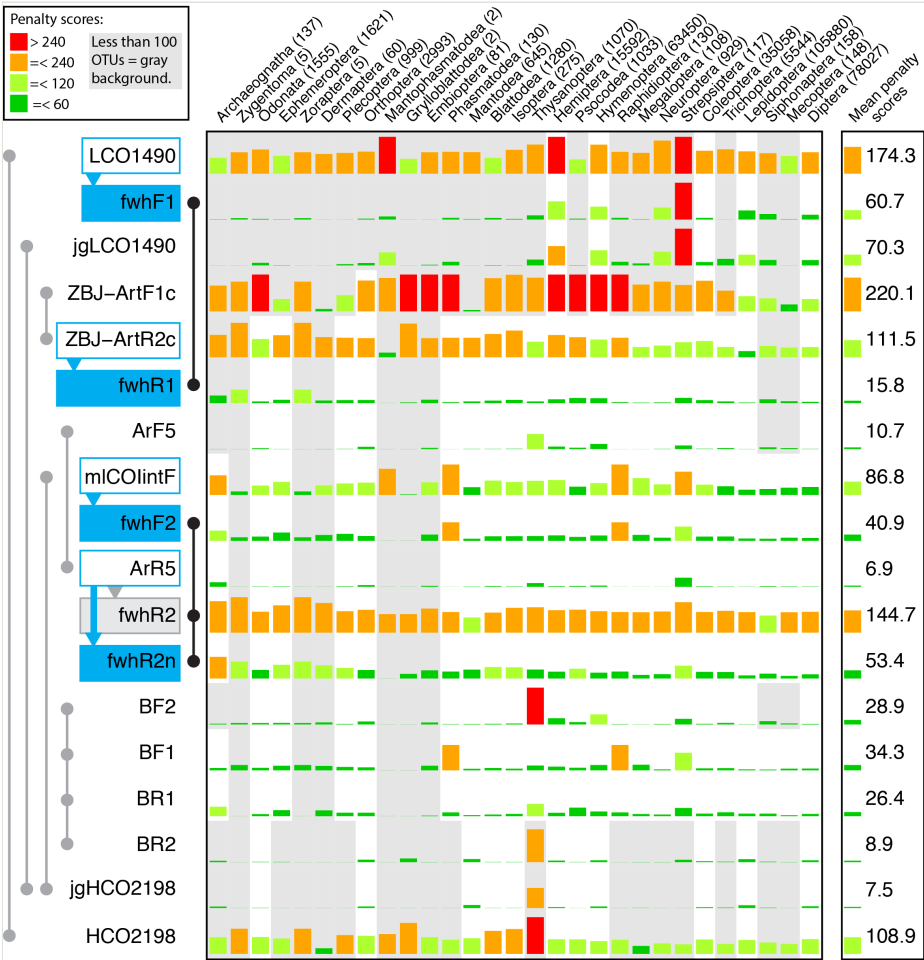 Penalty scores:
> 240
=< 240
=< 120
=< 60
Less than 100
OTUs = gray
background.
Archaeognatha (137)
Zygentoma (5)
Odonata (1555)
Ephemeroptera (1621)
Zoraptera (5)
Dermaptera (60)
Plecoptera (999)
Orthoptera (2993)
Mantophasmatodea (2)
Grylloblattodea (2)
Embioptera (81)
Phasmatodea (130)
Mantodea (645)
Blattodea (1280)
Isoptera (275)
Thysanoptera (1070)
Hemiptera (15592)
Psocodea (1033)
Hymenoptera (63450)
Raphidioptera (130)
Megaloptera (108)
Neuroptera (929)
Strepsiptera (117)
Coleoptera (35058)
Trichoptera (5544)
Lepidoptera (105880)
Siphonaptera (158)
Mecoptera (148)
Diptera (78027)
Mean penalty
scores
LCO1490 174.3
fwhF1 60.7
jgLCO1490 70.3
ZBJ-ArtF1c 220.1
ZBJ-ArtR2c 111.5
fwhR1 15.8
ArF5 10.7
mlCOIintF 86.8
fwhF2 40.9
ArR5 6.9
fwhR2 144.7
fwhR2n 53.4
BF2 28.9
BF1 34.3
BR1 26.4
BR2 8.9
jgHCO2198 7.5
HCO2198 108.9